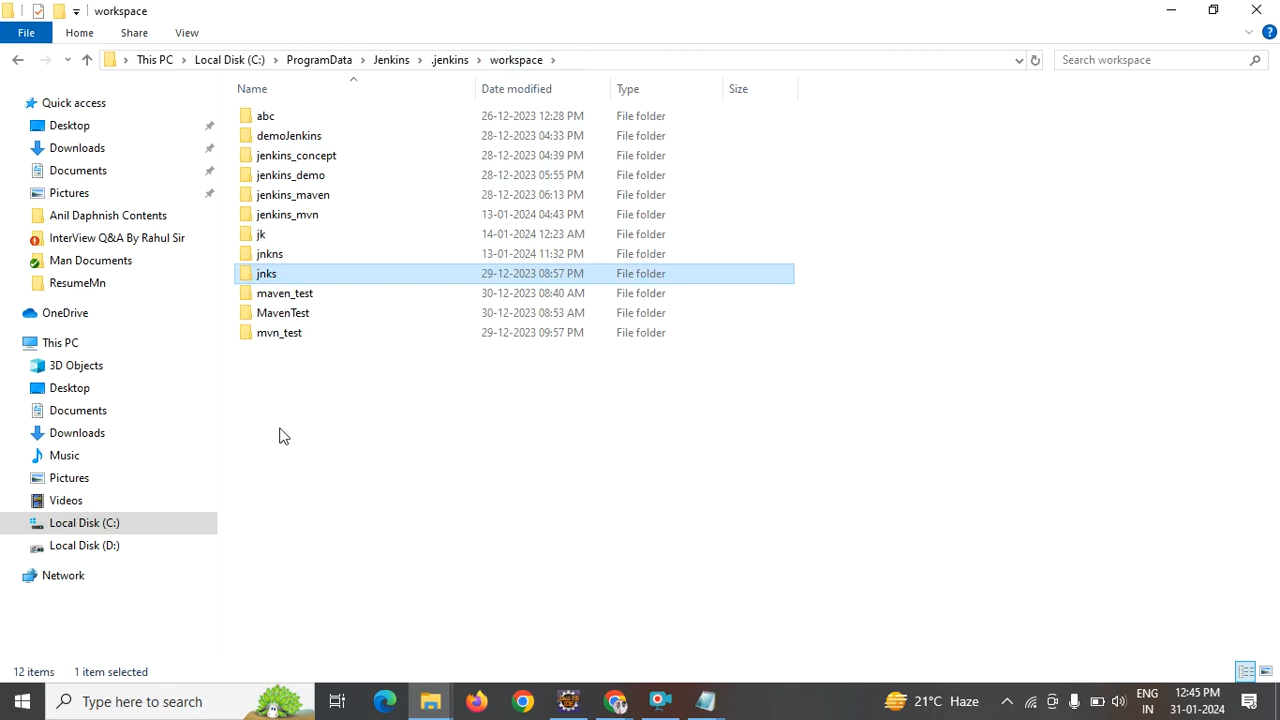 workspace
File Home Share View
This PC Local Disk (C:) ProgramData Jenkins .jenkins workspace Search workspace
Name Date modified Type Size
Quick access
Desktop
Downloads
Documents
Pictures
Anil Daphnish Contents
InterView Q&A By Rahul Sir
Man Documents
ResumeMn
OneDrive
This PC
3D Objects
Desktop
Documents
Downloads
Music
Pictures
Videos
Local Disk (C:)
Local Disk (D:)
Network
abc 26-12-2023 12:28 PM File folder
demoJenkins 28-12-2023 04:33 PM File folder
jenkins_concept 28-12-2023 04:39 PM File folder
jenkins_demo 28-12-2023 05:55 PM File folder
jenkins_maven 28-12-2023 06:13 PM File folder
jenkins_mvn 13-01-2024 04:43 PM File folder
jk 14-01-2024 12:23 AM File folder
jnkns 13-01-2024 11:32 PM File folder
jnks 29-12-2023 08:57 PM File folder
maven_test 30-12-2023 08:40 AM File folder
MavenTest 30-12-2023 08:53 AM File folder
mvn_test 29-12-2023 09:57 PM File folder
12 items 1 item selected
Type here to search
21°C Haze
ENG
IN
12:45 PM
31-01-2024